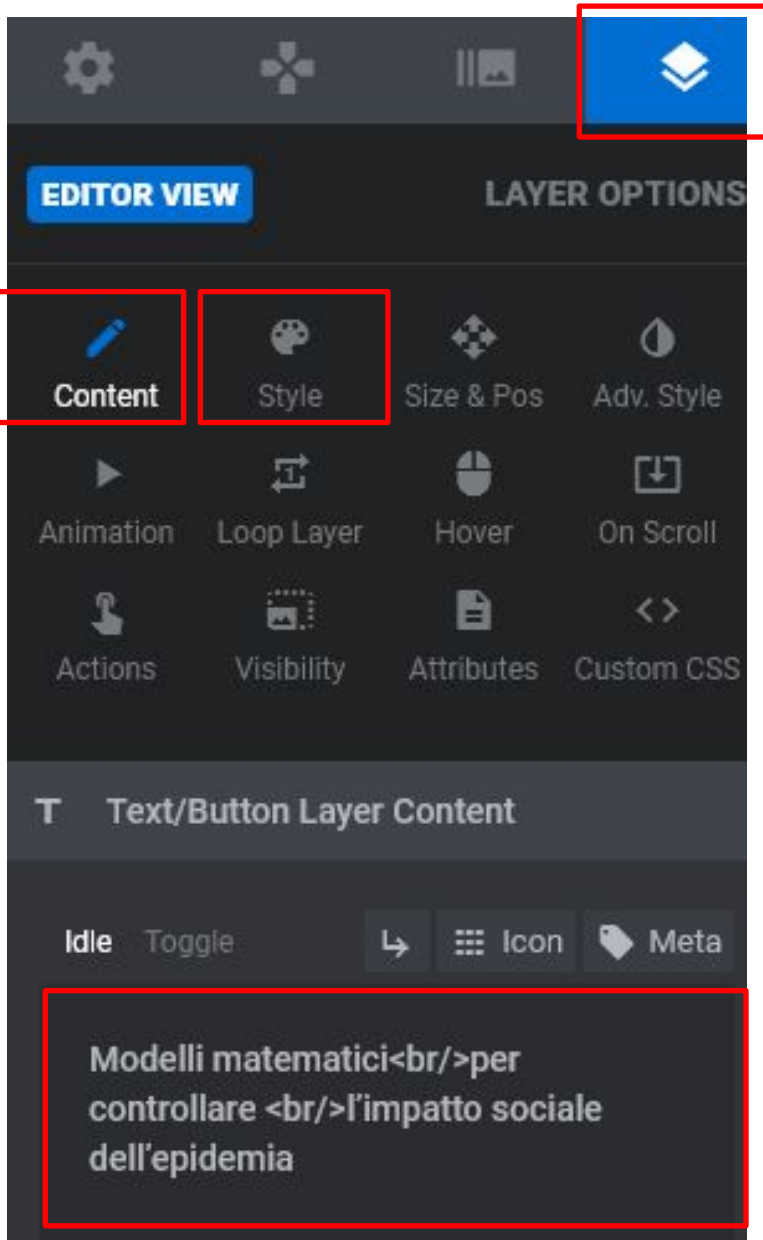 EDITOR VIEW LAYER OPTIONS
Content Style Size & Pos Adv. Style
Animation Loop Layer Hover On Scroll
Actions Visibility Attributes Custom CSS
T Text/Button Layer Content
Idle Toggle Icon Meta
Modelli matematici<br/>per
controllare <br/>l’impatto sociale
dell’epidemia